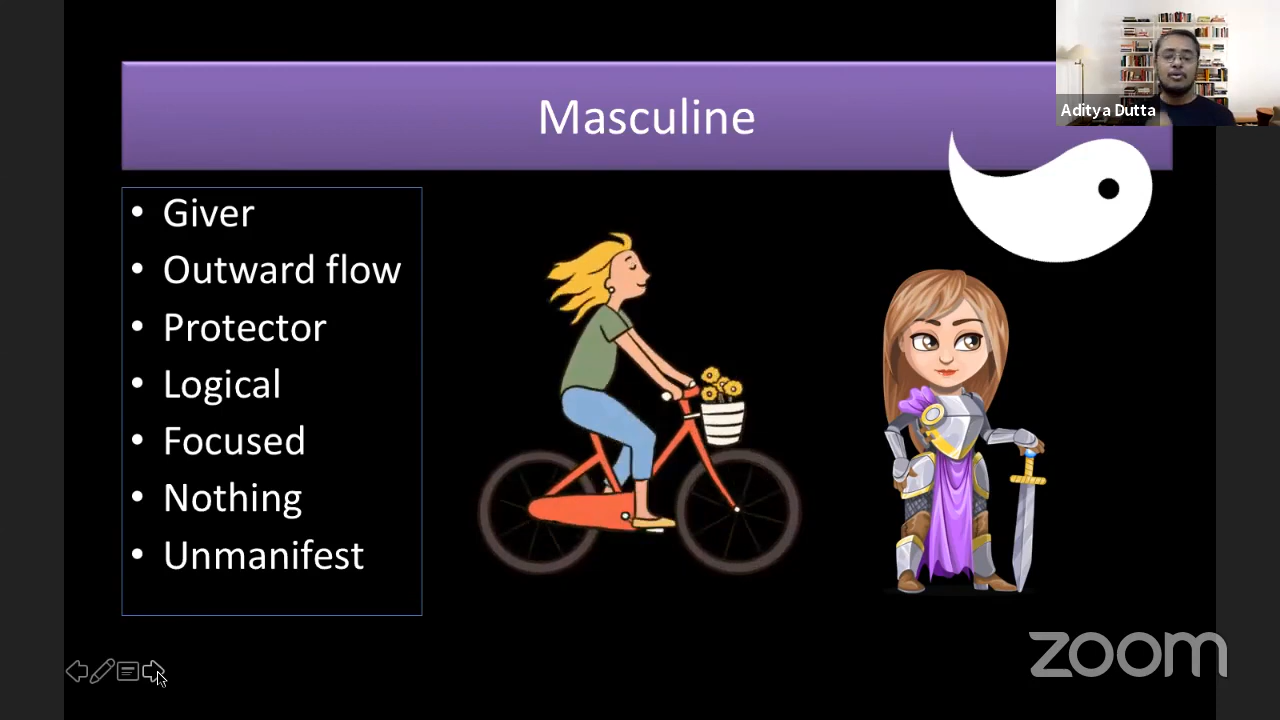 Masculine
Aditya Dutta
• Giver
• Outward flow
• Protector
• Logical
• Focused
• Nothing
• Unmanifest
zoom